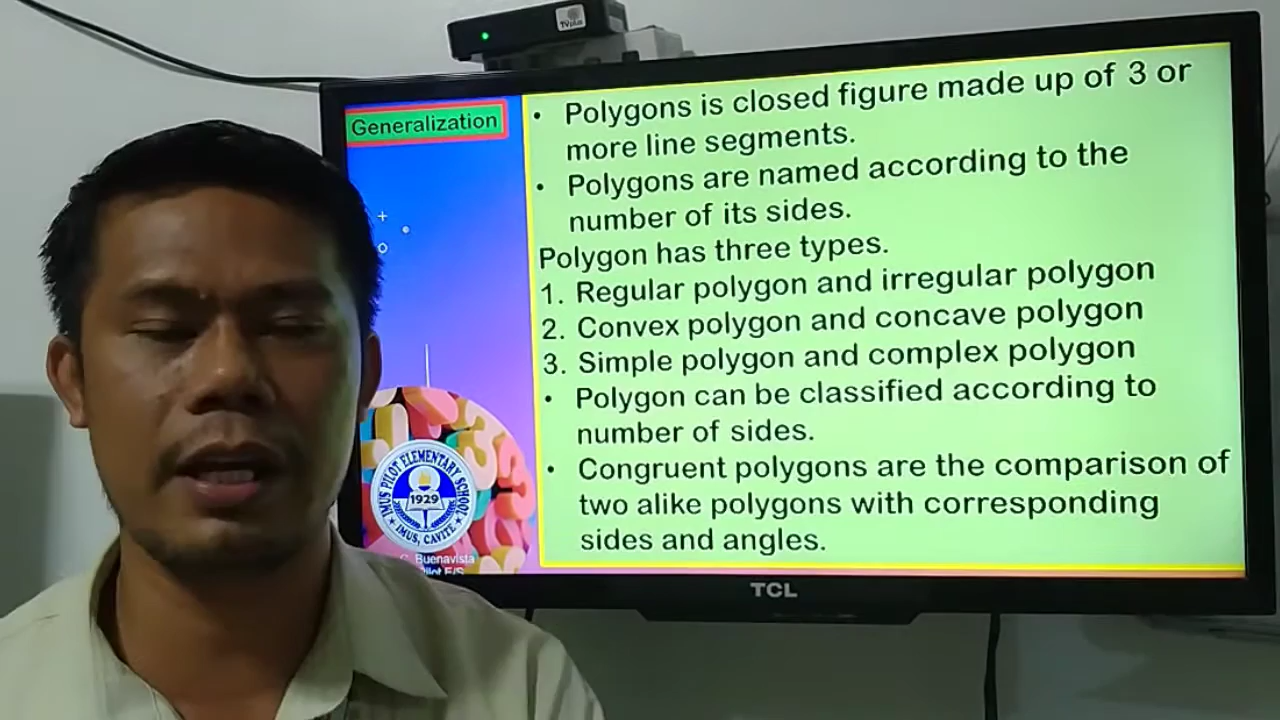 TVplus
Generalization
• Polygons is closed figure made up of 3 or
more line segments.
• Polygons are named according to the
number of its sides.
Polygon has three types.
1. Regular polygon and irregular polygon
2. Convex polygon and concave polygon
3. Simple polygon and complex polygon
• Polygon can be classified according to
number of sides.
• Congruent polygons are the comparison of
two alike polygons with corresponding
sides and angles.
IMUS PILOT ELEMENTARY SCHOOL
1929
IMUS, CAVITE
Buenavista
Pilot E/S
TCL